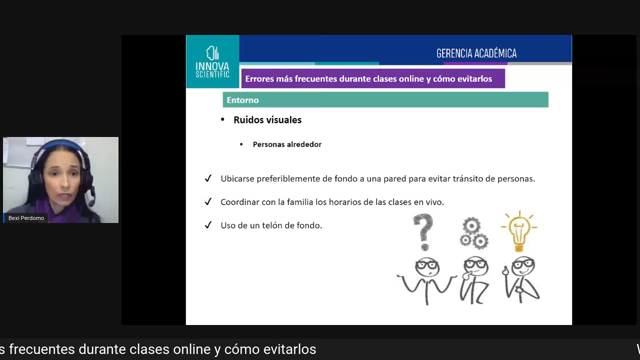 INNOVA
SCIENTIFIC
GERENCIA ACADÉMICA
Errores más frecuentes durante clases online y cómo evitarlos
Entorno
• Ruidos visuales
• Personas alrededor
✓ Ubicarse preferiblemente de fondo a una pared para evitar tránsito de personas.
✓ Coordinar con la familia los horarios de las clases en vivo.
✓ Uso de un telón de fondo.
?
Bexi Perdomo
s frecuentes durante clases online y cómo evitarlos